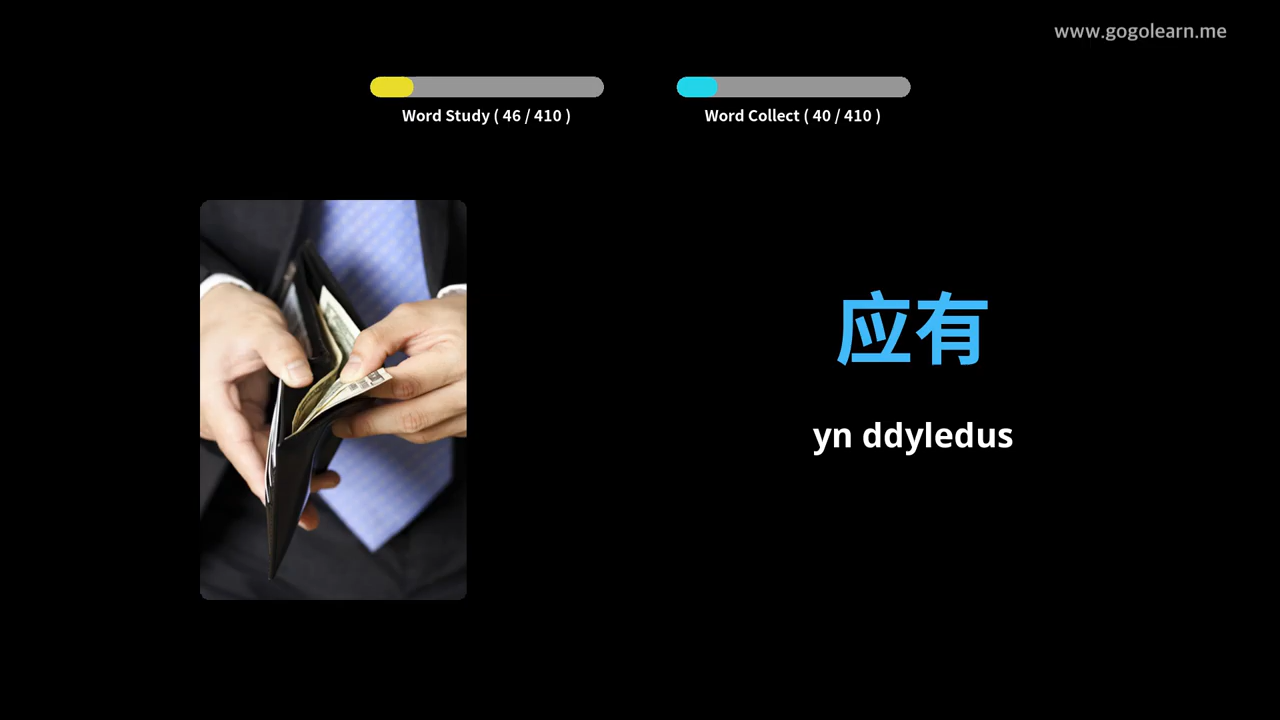 www.gogolearn.me
Word Study ( 46 / 410 )
Word Collect ( 40 / 410 )
应有
yn ddyledus